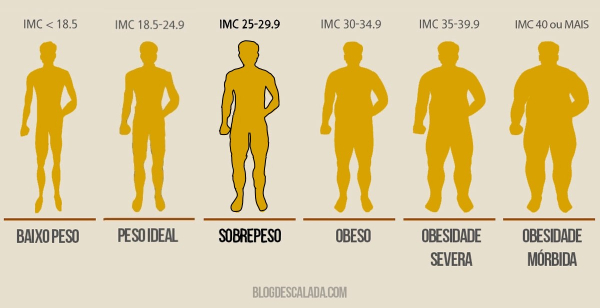 IMC < 18.5
IMC 18.5-24.9
IMC 25-29.9
IMC 30-34.9
IMC 35-39.9
IMC 40 ou MAIS
BAIXO PESO
PESO IDEAL
SOBREPESO
OBESO
OBESIDADE
SEVERA
OBESIDADE
MÓRBIDA
BLOGDESCALADA.COM